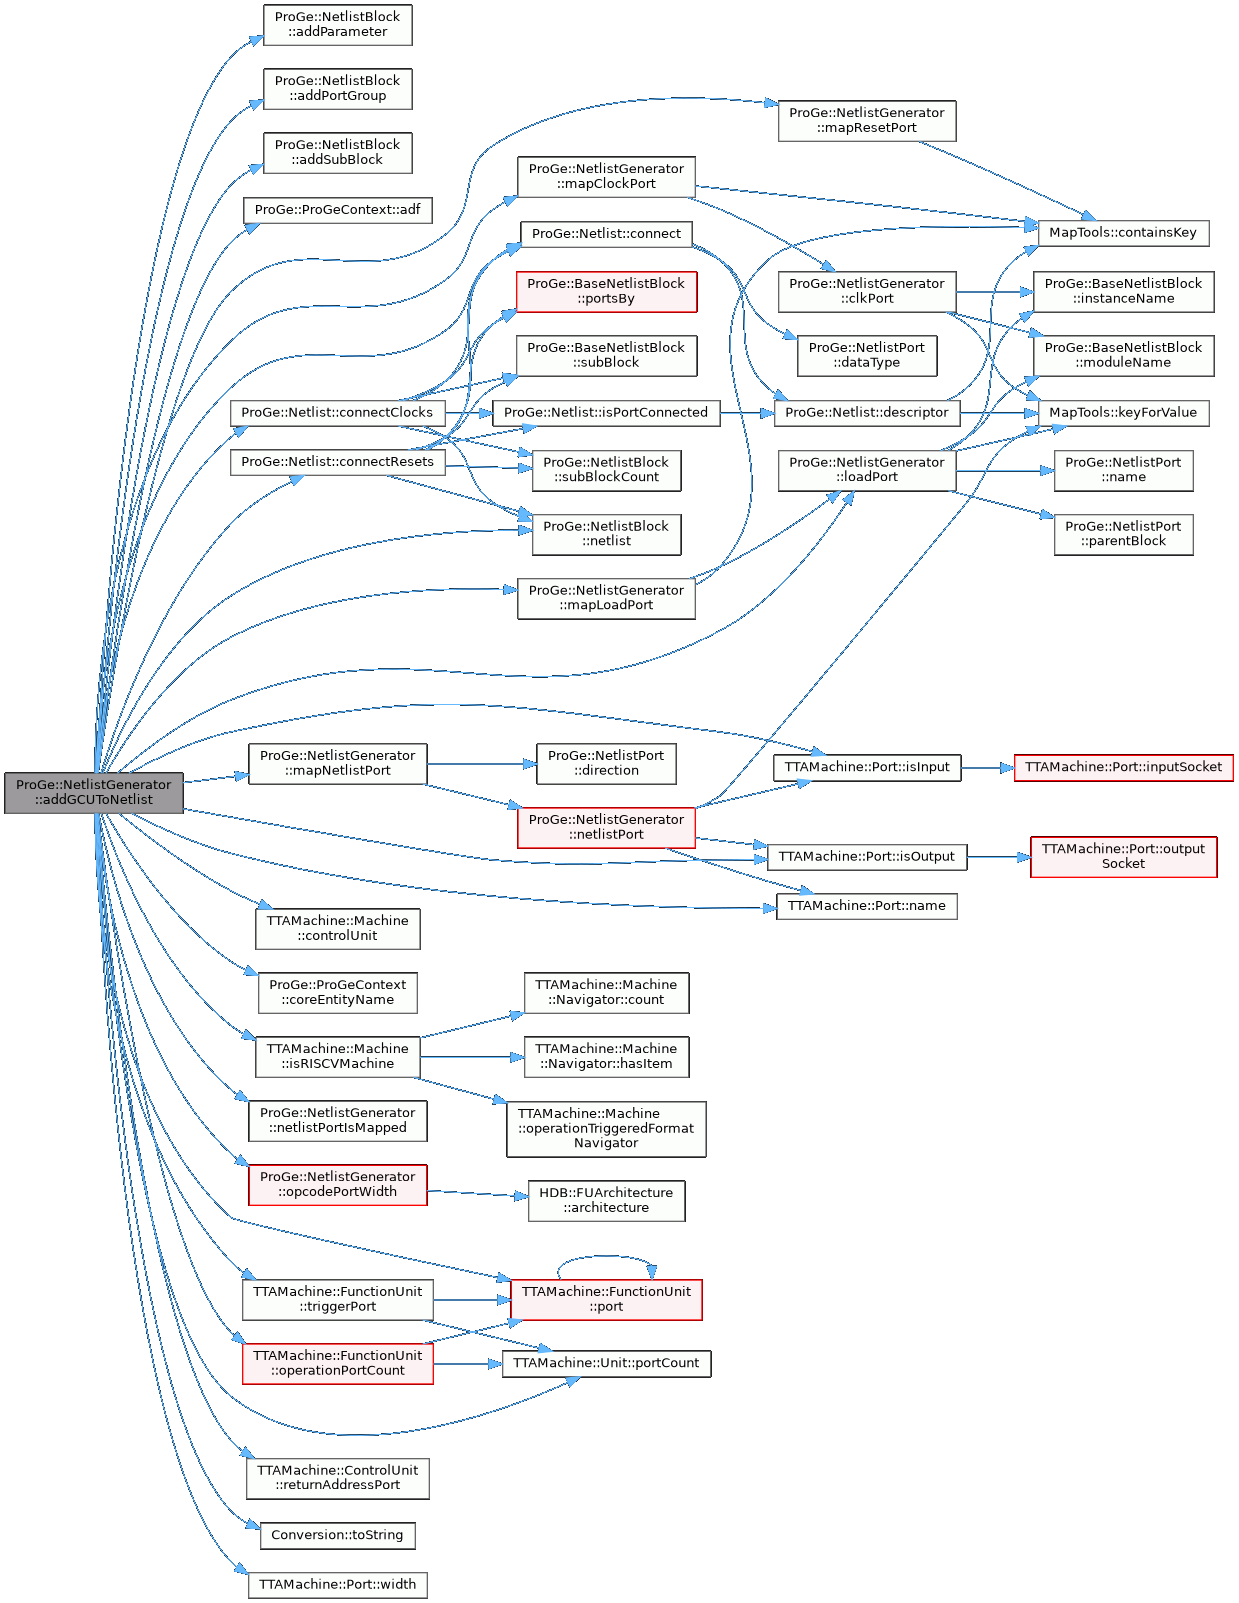 ProGe::NetlistBlock
::addParameter
ProGe::NetlistBlock
::addPortGroup
ProGe::NetlistBlock
::addSubBlock
ProGe::ProGeContext::adf
ProGe::NetlistGenerator
::mapResetPort
ProGe::NetlistGenerator
::mapClockPort
ProGe::Netlist::connect
MapTools::containsKey
ProGe::BaseNetlistBlock
::portsBy
ProGe::NetlistGenerator
::clkPort
ProGe::BaseNetlistBlock
::instanceName
ProGe::BaseNetlistBlock
::subBlock
ProGe::NetlistPort
::dataType
ProGe::BaseNetlistBlock
::moduleName
ProGe::Netlist::connectClocks
ProGe::Netlist::isPortConnected
ProGe::Netlist::descriptor
MapTools::keyForValue
ProGe::Netlist::connectResets
ProGe::NetlistBlock
::subBlockCount
ProGe::NetlistGenerator
::loadPort
ProGe::NetlistPort
::name
ProGe::NetlistBlock
::netlist
ProGe::NetlistPort
::parentBlock
ProGe::NetlistGenerator
::mapLoadPort
ProGe::NetlistGenerator
::addGCUToNetlist
ProGe::NetlistGenerator
::mapNetlistPort
ProGe::NetlistPort
::direction
TTAMachine::Port::isInput
TTAMachine::Port::inputSocket
ProGe::NetlistGenerator
::netlistPort
TTAMachine::Port::isOutput
TTAMachine::Port::output
Socket
TTAMachine::Port::name
TTAMachine::Machine
::controlUnit
ProGe::ProGeContext
::coreEntityName
TTAMachine::Machine
::Navigator::count
TTAMachine::Machine
::isRISCVMachine
TTAMachine::Machine
::Navigator::hasItem
ProGe::NetlistGenerator
::netlistPortIsMapped
TTAMachine::Machine
::operationTriggeredFormat
Navigator
ProGe::NetlistGenerator
::opcodePortWidth
HDB::FUArchitecture
::architecture
TTAMachine::FunctionUnit
::triggerPort
TTAMachine::FunctionUnit
::port
TTAMachine::FunctionUnit
::operationPortCount
TTAMachine::Unit::portCount
TTAMachine::ControlUnit
::returnAddressPort
Conversion::toString
TTAMachine::Port::width